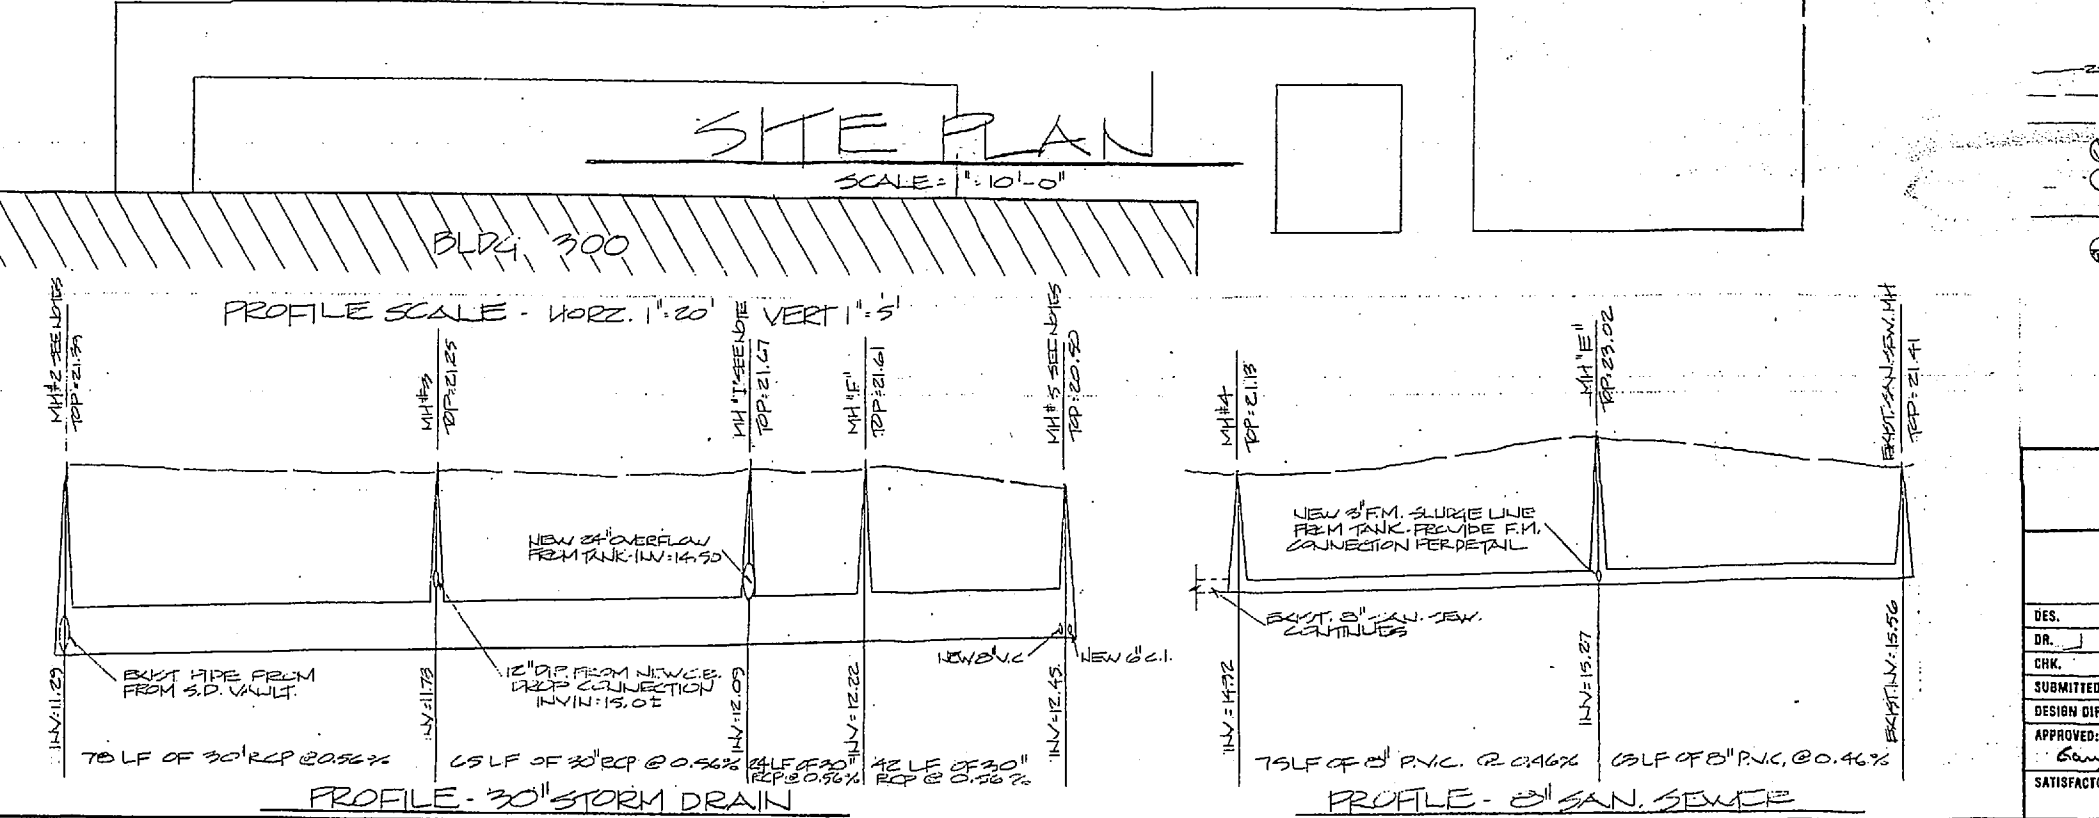 SITE PLAN
SCALE = 1" : 10'-0"
BLDG. 300
PROFILE SCALE - HORZ. 1":20' VERT 1":5'
MH#2 SEE NOTES
TOP:21.39
MH#3
TOP:21.25
MH "I" SEE NOTE
TOP:21.67
MH "F"
TOP:21.61
MH#5 SEE NOTES
TOP:20.50
MH#4
TOP:21.13
MH "E"
TOP:23.02
EXIST. SAN. SEW. MH
TOP:21.41
NEW 24" OVERFLOW
FROM TANK-INV:14.50
NEW 3" F.M. SLUDGE LINE
FROM TANK-PROVIDE F.M.
CONNECTION PER DETAIL
EXIST PIPE FROM
FROM S.D. VAULT.
12" DIP. FROM NEW C.B.
DROP CONNECTION
INV IN:15.0±
NEW 8" V.C
NEW 6" C.I.
EXIST. 8" SAN. SEW.
CONTINUES
INV:11.29
INV:11.73
INV:12.09
INV=12.22
INV=12.45
INV=14.92
INV=15.27
EXIST.INV:15.56
78 LF OF 30" RCP @ 0.56%
65 LF OF 30" RCP @ 0.56%
24 LF OF 30"
RCP @ 0.56%
42 LF OF 30"
RCP @ 0.56%
75 LF OF 8" P.V.C. @ 0.46%
63 LF OF 8" P.V.C. @ 0.46%
PROFILE - 30" STORM DRAIN
PROFILE - 8" SAN. SEWER
DES.
DR.
CHK.
SUBMITTED
DESIGN DI
APPROVED:
SATISFACT